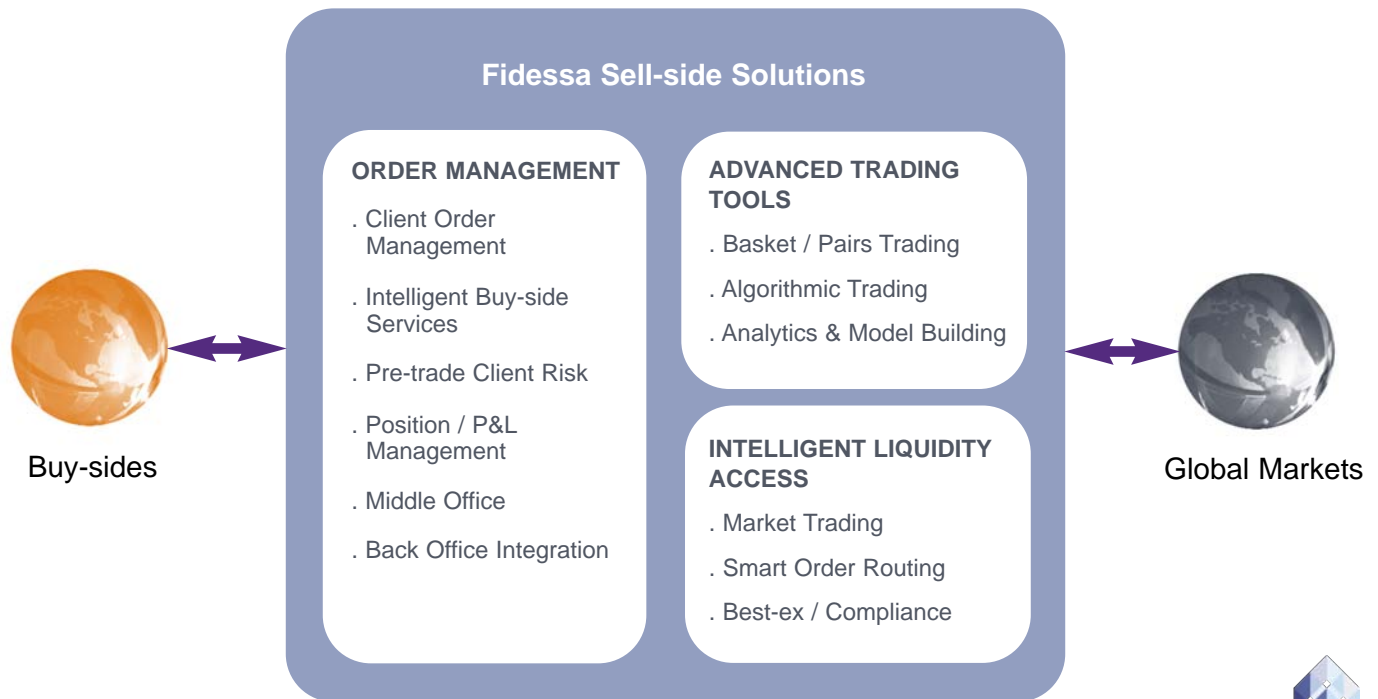 Fidessa Sell-side Solutions
ORDER MANAGEMENT
. Client Order
Management
. Intelligent Buy-side
Services
. Pre-trade Client Risk
. Position / P&L
Management
. Middle Office
. Back Office Integration
ADVANCED TRADING
TOOLS
. Basket / Pairs Trading
. Algorithmic Trading
. Analytics & Model Building
INTELLIGENT LIQUIDITY
ACCESS
. Market Trading
. Smart Order Routing
. Best-ex / Compliance
Buy-sides
Global Markets